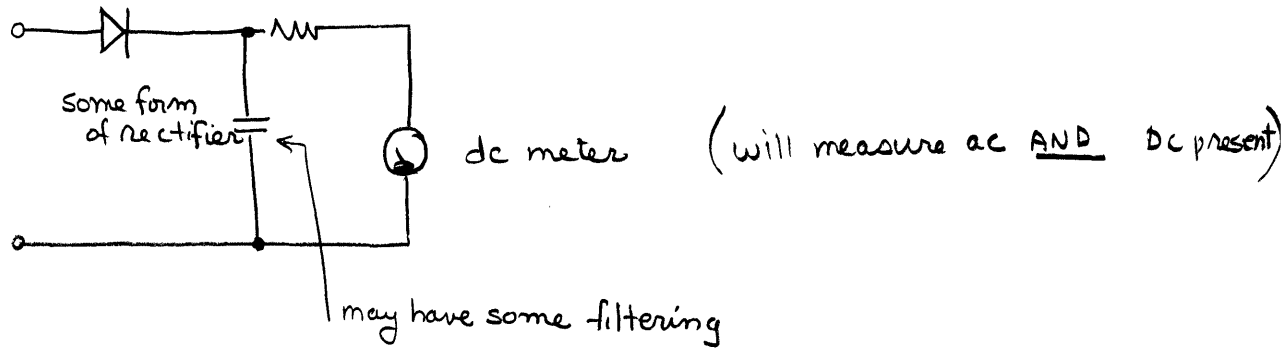 some form
of rectifier
dc meter
(will measure ac AND DC present)
may have some filtering